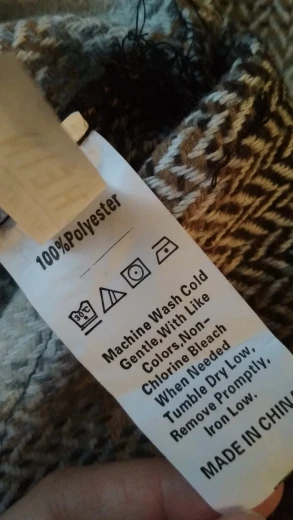 100%Polyester
30°C
Machine Wash Cold
Gentle,With Like
Colors,Non-
Chlorine Bleach
When Needed
Tumble Dry Low,
Remove Promptly,
Iron Low.
MADE IN CHINA